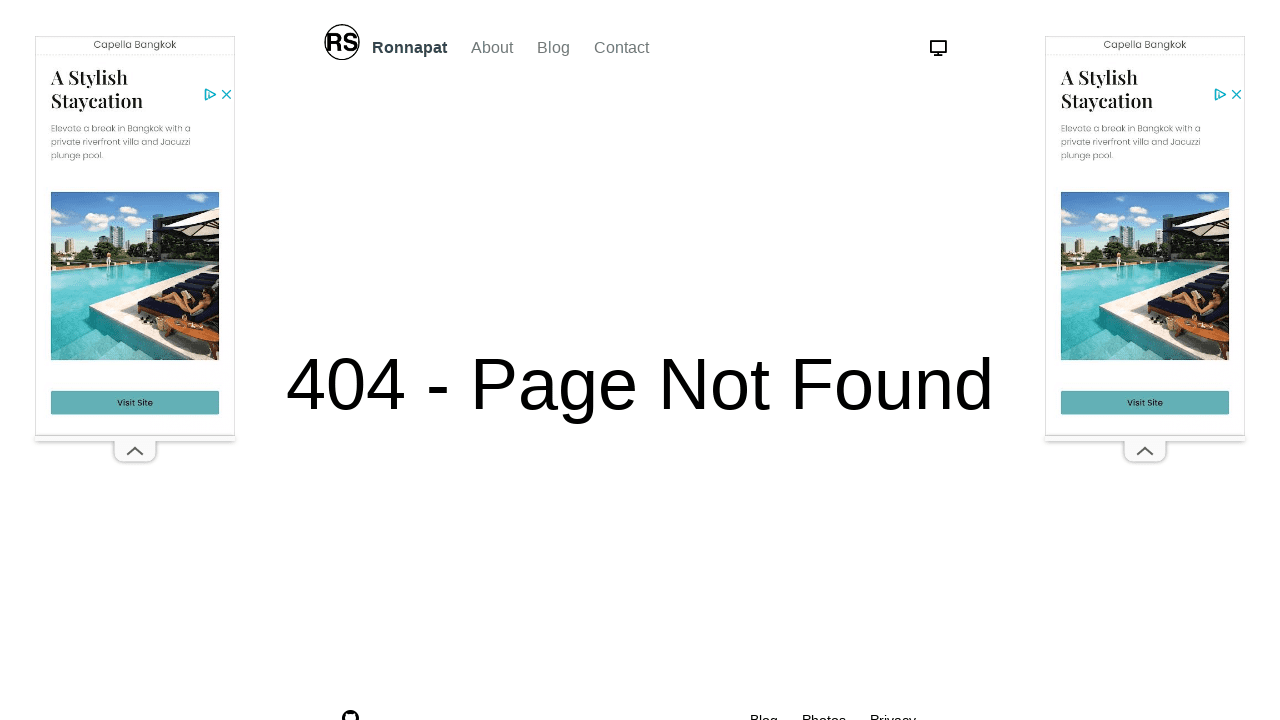 RS
Ronnapat About Blog Contact
Capella Bangkok
A Stylish
Staycation
Elevate a break in Bangkok with a
private riverfront villa and Jacuzzi
plunge pool.
Visit Site
404 - Page Not Found
Capella Bangkok
A Stylish
Staycation
Elevate a break in Bangkok with a
private riverfront villa and Jacuzzi
plunge pool.
Visit Site
Blog Photos Privacy